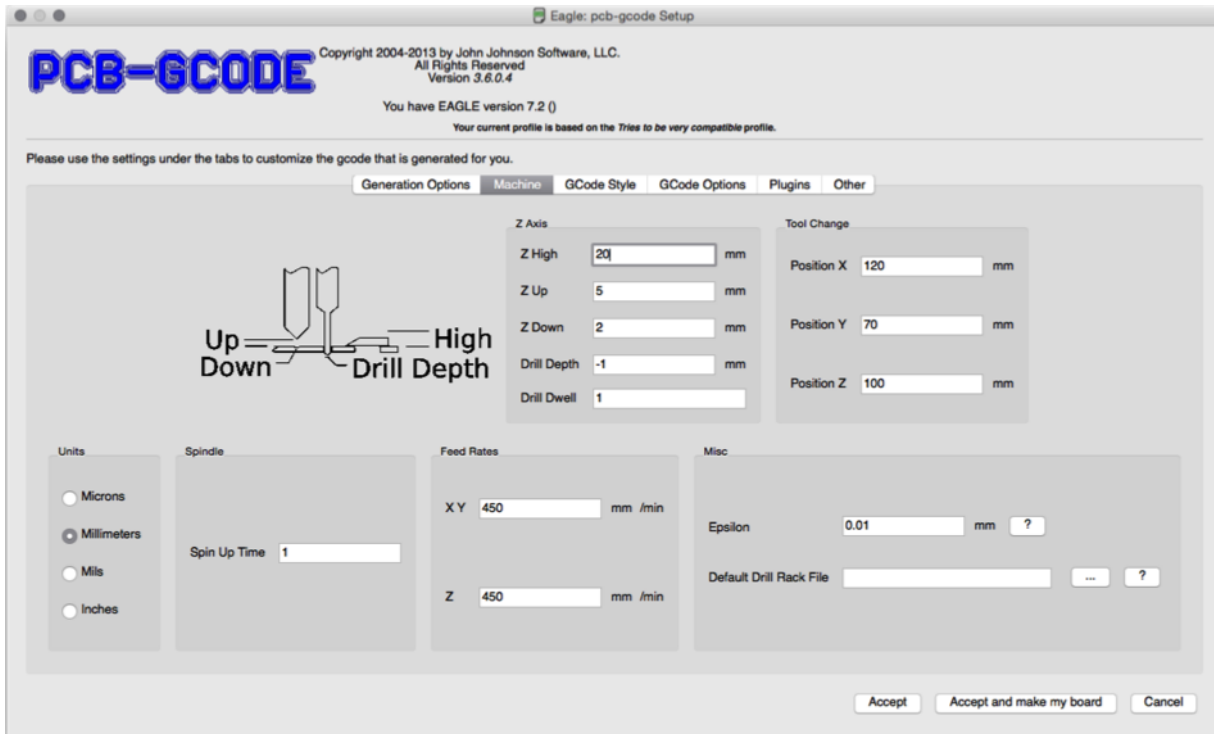 Eagle: pcb-gcode Setup
PCB-GCODE
Copyright 2004-2013 by John Johnson Software, LLC.
All Rights Reserved
Version 3.6.0.4
You have EAGLE version 7.2 ()
Your current profile is based on the Tries to be very compatible profile.
Please use the settings under the tabs to customize the gcode that is generated for you.
Generation Options Machine GCode Style GCode Options Plugins Other
Up
Down
High
Drill Depth
Z Axis
Z High 20 mm
Z Up 5 mm
Z Down 2 mm
Drill Depth -1 mm
Drill Dwell 1
Tool Change
Position X 120 mm
Position Y 70 mm
Position Z 100 mm
Units
Microns
Millimeters
Mils
Inches
Spindle
Spin Up Time 1
Feed Rates
X Y 450 mm /min
Z 450 mm /min
Misc
Epsilon 0.01 mm ?
Default Drill Rack File ... ?
Accept Accept and make my board Cancel